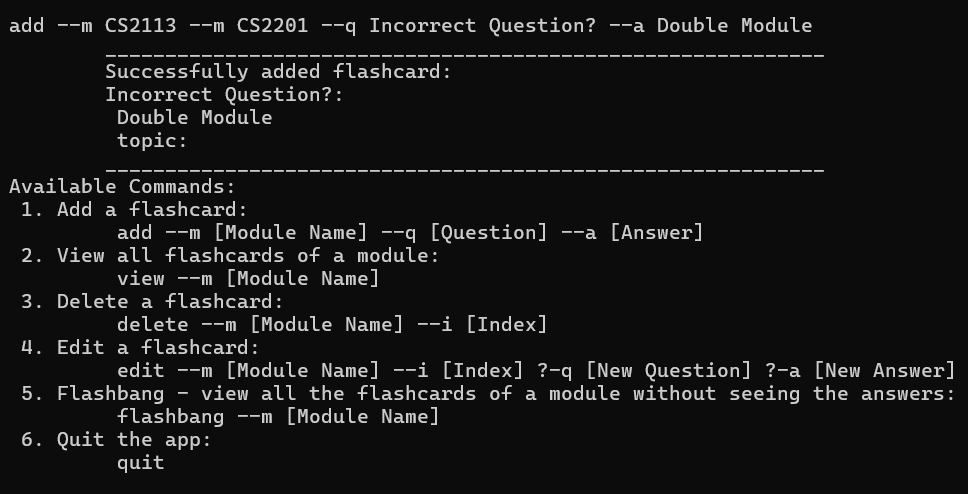 add --m CS2113 --m CS2201 --q Incorrect Question? --a Double Module
____________________________________________________________
Successfully added flashcard:
Incorrect Question?:
Double Module
topic:
____________________________________________________________
Available Commands:
1. Add a flashcard:
add --m [Module Name] --q [Question] --a [Answer]
2. View all flashcards of a module:
view --m [Module Name]
3. Delete a flashcard:
delete --m [Module Name] --i [Index]
4. Edit a flashcard:
edit --m [Module Name] --i [Index] ?-q [New Question] ?-a [New Answer]
5. Flashbang - view all the flashcards of a module without seeing the answers:
flashbang --m [Module Name]
6. Quit the app:
quit